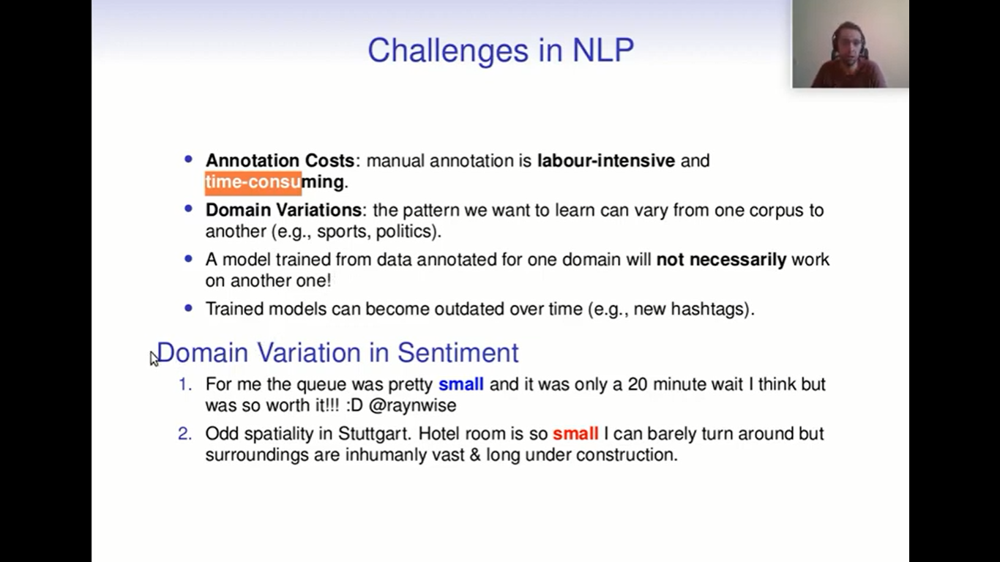 Challenges in NLP
Annotation Costs: manual annotation is labour-intensive and
time-consuming.
Domain Variations: the pattern we want to learn can vary from one corpus to
another (e.g., sports, politics).
A model trained from data annotated for one domain will not necessarily work
on another one!
Trained models can become outdated over time (e.g., new hashtags).
Domain Variation in Sentiment
1. For me the queue was pretty small and it was only a 20 minute wait I think but
was so worth it!!! :D @raynwise
2. Odd spatiality in Stuttgart. Hotel room is so small I can barely turn around but
surroundings are inhumanly vast & long under construction.